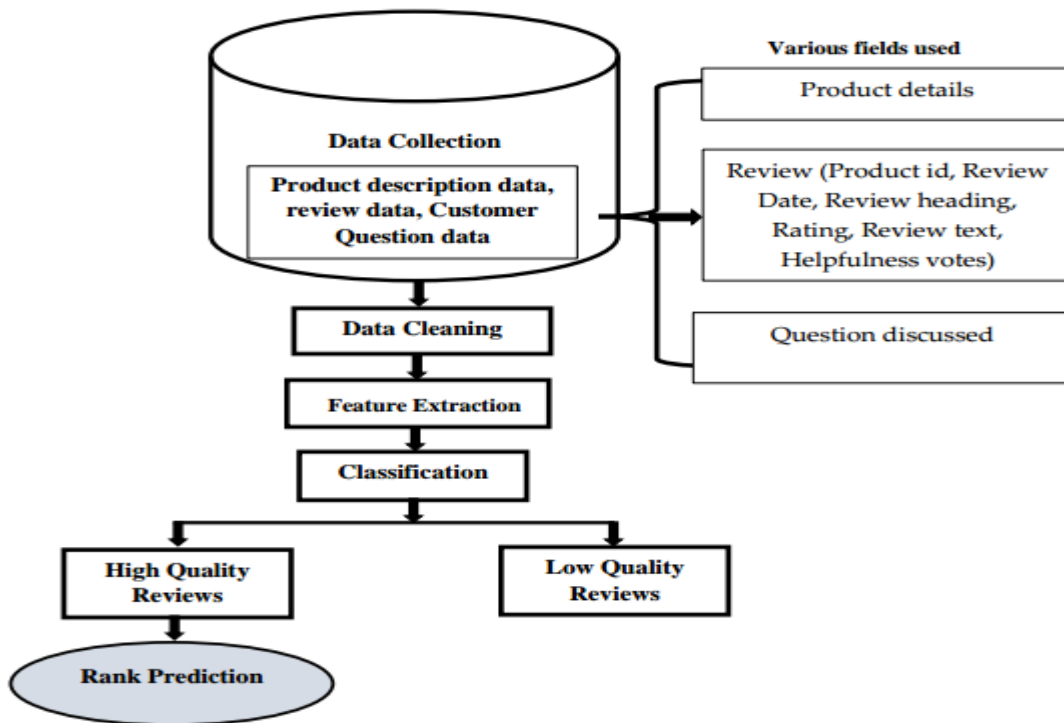 Various fields used
Product details
Data Collection
Product description data,
review data, Customer
Question data
Review (Product id, Review
Date, Review heading,
Rating, Review text,
Helpfulness votes)
Question discussed
Data Cleaning
Feature Extraction
Classification
High Quality
Reviews
Low Quality
Reviews
Rank Prediction